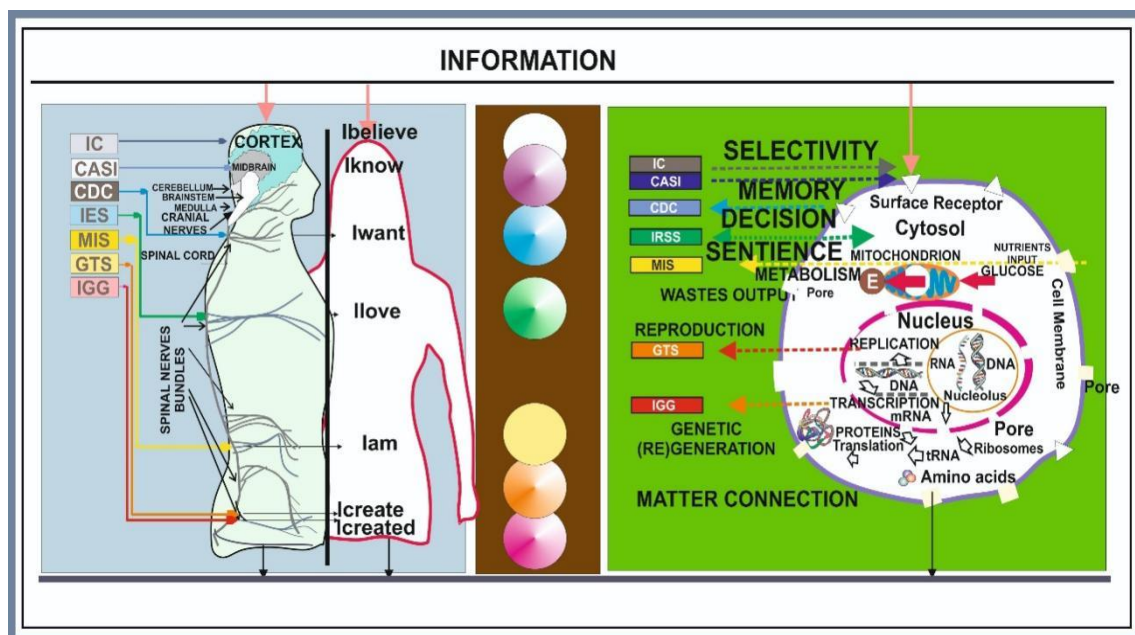 INFORMATION
IC
CASI
CDC
IES
MIS
GTS
IGG
CORTEX
MIDBRAIN
CEREBELLUM
BRAINSTEM
MEDULLA
CRANIAL
NERVES
SPINAL CORD
SPINAL NERVES
BUNDLES
Ibelieve
Iknow
Iwant
Ilove
Iam
Icreate
Icreated
IC
CASI
CDC
IRSS
MIS
GTS
IGG
SELECTIVITY
MEMORY
DECISION
SENTIENCE
METABOLISM
WASTES OUTPUT
Pore
REPRODUCTION
GENETIC
(RE)GENERATION
MATTER CONNECTION
Surface Receptor
Cytosol
MITOCHONDRION
NUTRIENTS
INPUT
GLUCOSE
E
Cell Membrane
Pore
Nucleus
REPLICATION
RNA
DNA
DNA
Nucleolus
TRANSCRIPTION
mRNA
Pore
PROTEINS
Translation
Ribosomes
tRNA
Amino acids